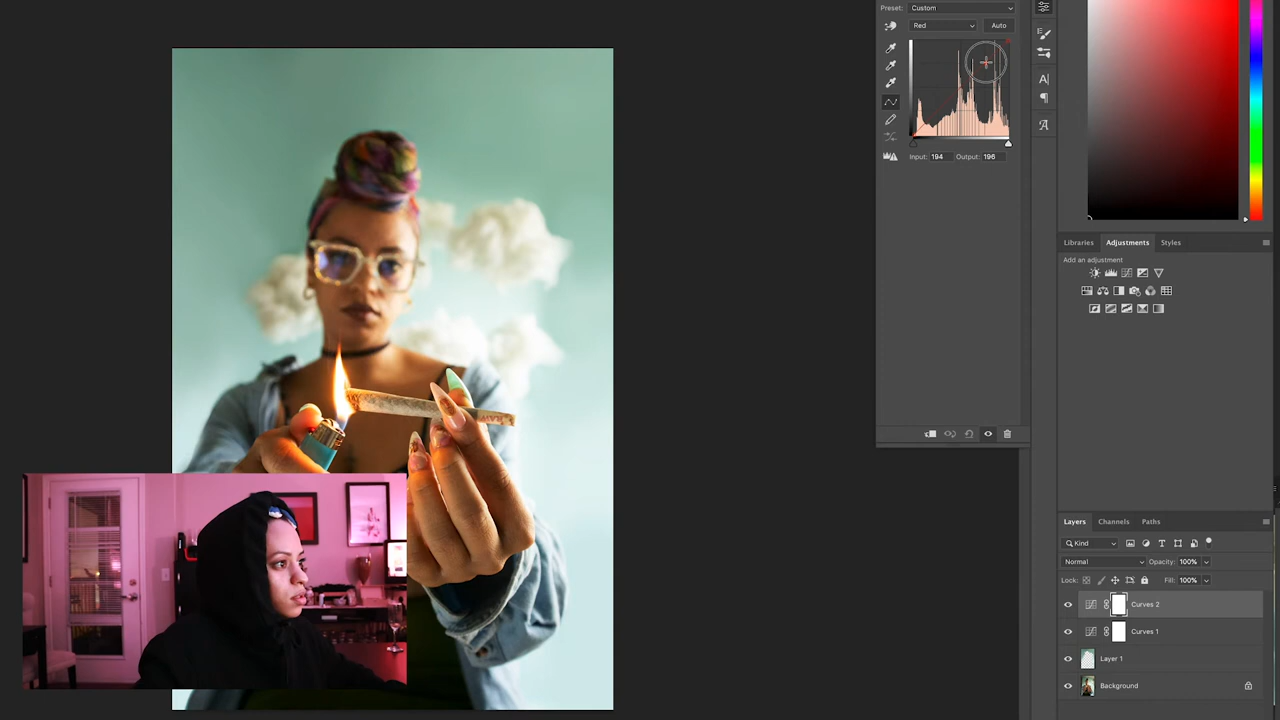 Preset: Custom
Red
Auto
Input: 194 Output: 196
Libraries Adjustments Styles
Add an adjustment
Layers Channels Paths
Kind
Normal Opacity: 100%
Lock: Fill: 100%
Curves 2
Curves 1
Layer 1
Background
RAW